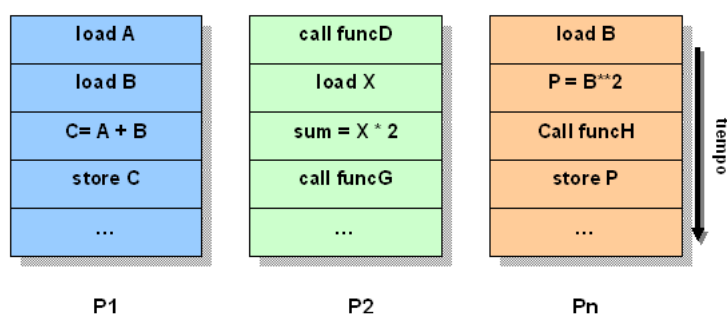 load A
load B
C= A + B
store C
...
P1
call funcD
load X
sum = X * 2
call funcG
...
P2
load B
P = B**2
Call funcH
store P
...
Pn
tiempo